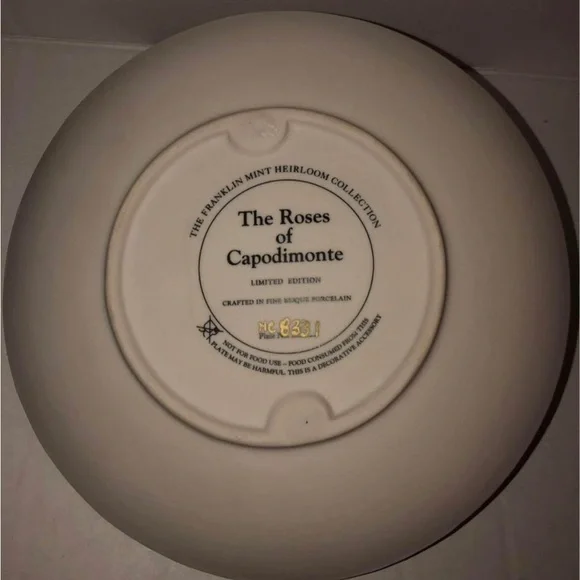 THE FRANKLIN MINT HEIRLOOM COLLECTION
The Roses
of
Capodimonte
LIMITED EDITION
CRAFTED IN FINE BISQUE PORCELAIN
Plate
NOT FOR FOOD USE – FOOD CONSUMED FROM THIS
PLATE MAY BE HARMFUL. THIS IS A DECORATIVE ACCESSORY